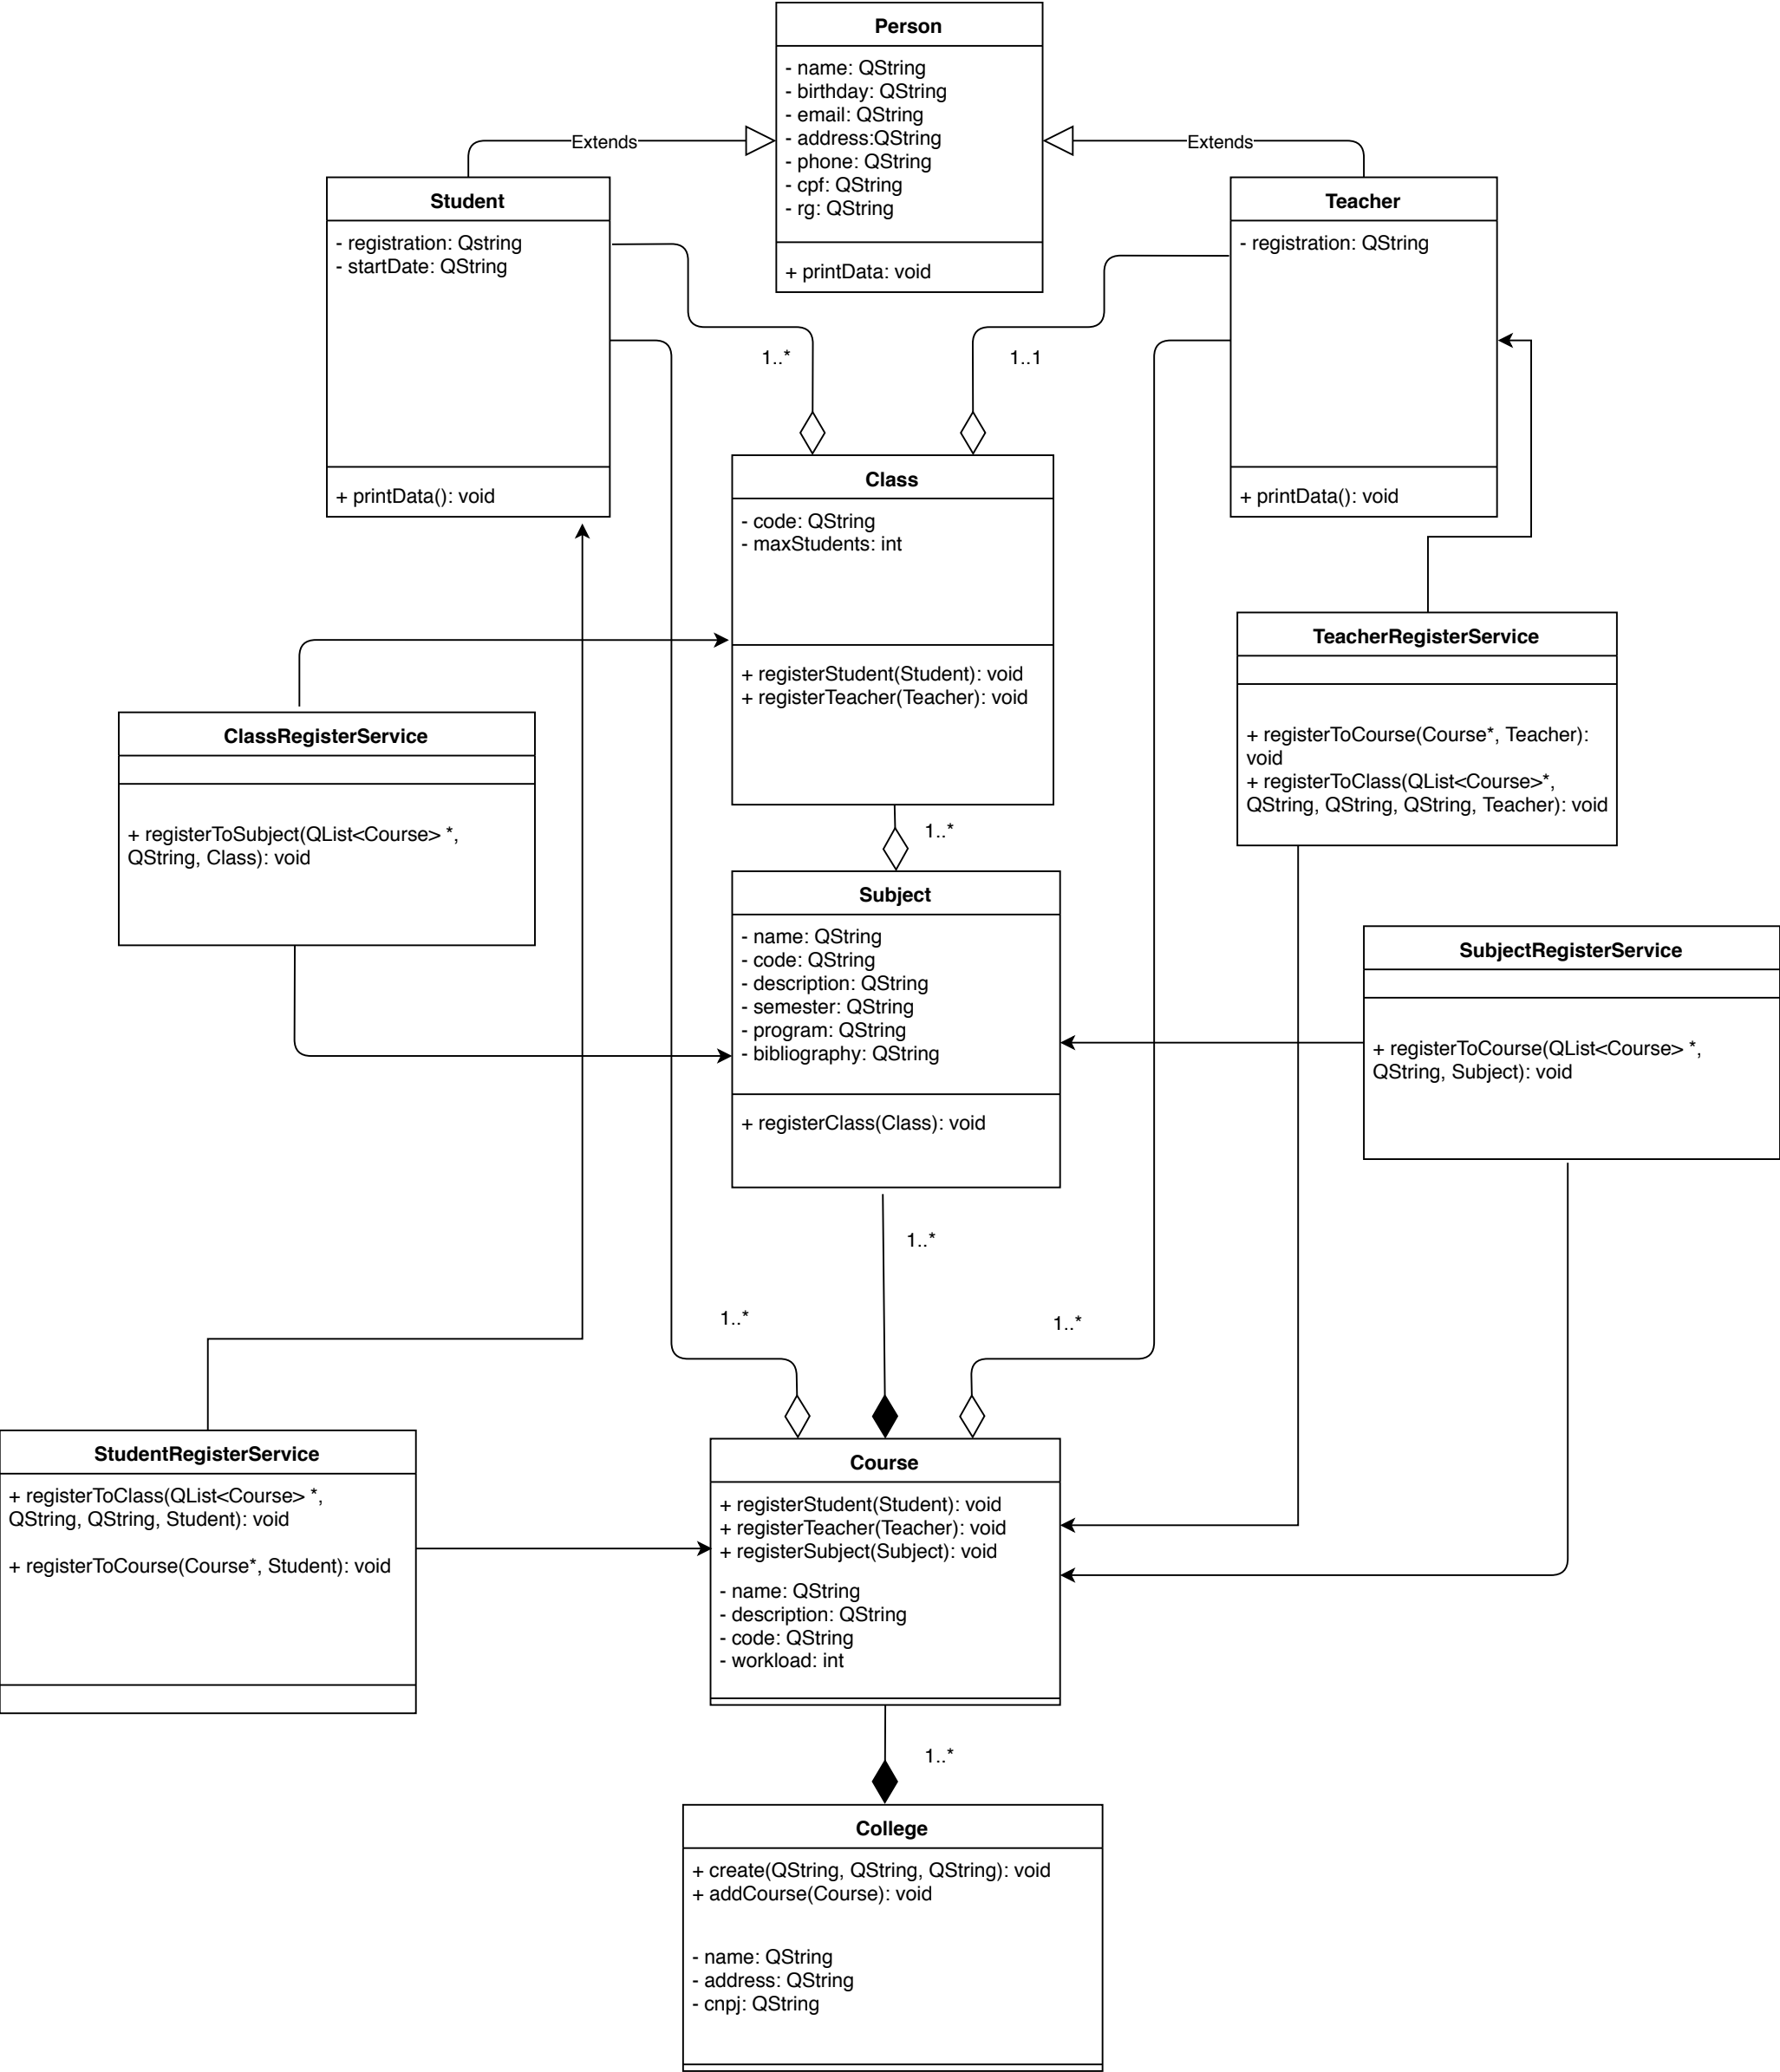 Person
- name: QString
- birthday: QString
- email: QString
- address:QString
- phone: QString
- cpf: QString
- rg: QString
+ printData: void
Extends
Extends
Student
- registration: Qstring
- startDate: QString
+ printData(): void
Teacher
- registration: QString
+ printData(): void
1..*
1..1
Class
- code: QString
- maxStudents: int
+ registerStudent(Student): void
+ registerTeacher(Teacher): void
TeacherRegisterService
+ registerToCourse(Course*, Teacher):
void
+ registerToClass(QList<Course>*,
QString, QString, QString, Teacher): void
ClassRegisterService
+ registerToSubject(QList<Course> *,
QString, Class): void
1..*
Subject
- name: QString
- code: QString
- description: QString
- semester: QString
- program: QString
- bibliography: QString
+ registerClass(Class): void
SubjectRegisterService
+ registerToCourse(QList<Course> *,
QString, Subject): void
1..*
1..*
1..*
StudentRegisterService
+ registerToClass(QList<Course> *,
QString, QString, Student): void
+ registerToCourse(Course*, Student): void
Course
+ registerStudent(Student): void
+ registerTeacher(Teacher): void
+ registerSubject(Subject): void
- name: QString
- description: QString
- code: QString
- workload: int
1..*
College
+ create(QString, QString, QString): void
+ addCourse(Course): void
- name: QString
- address: QString
- cnpj: QString